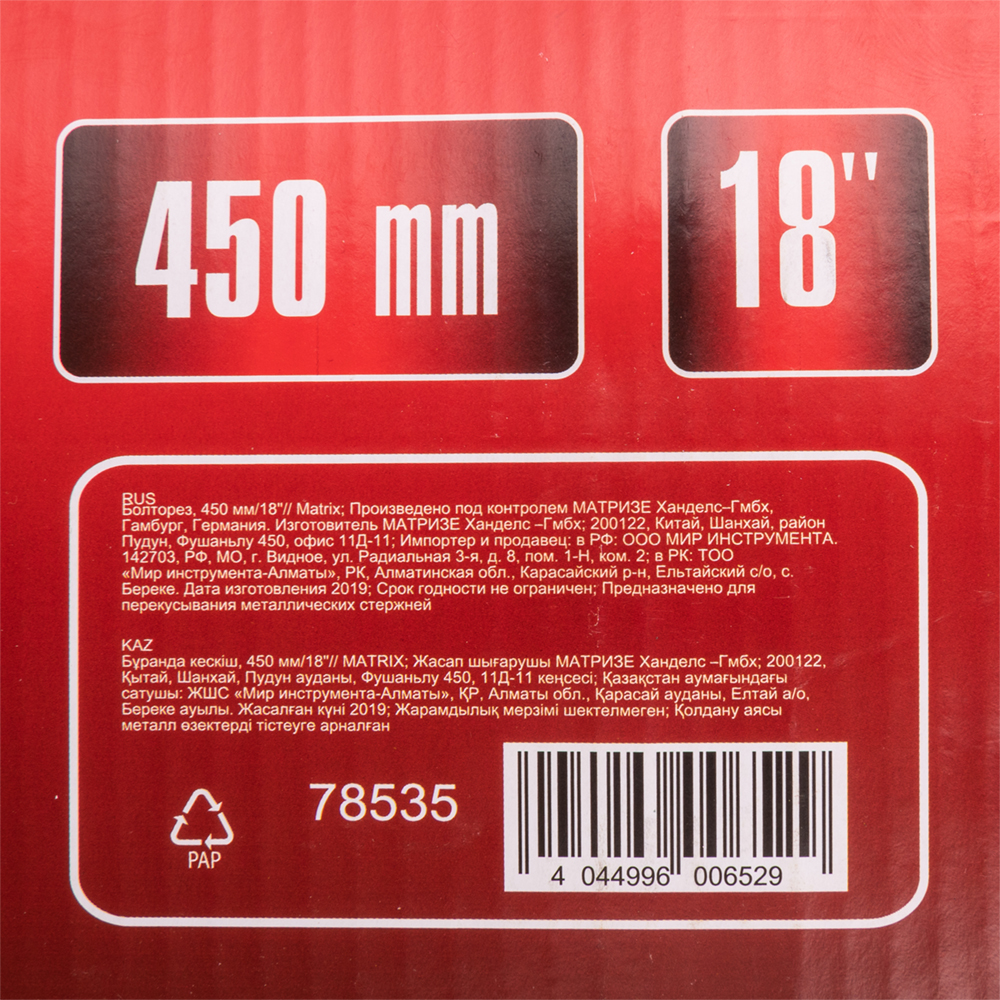 450 mm
18"
RUS
Болторез, 450 мм/18"// Matrix; Произведено под контролем МАТРИЗЕ Ханделс–Гмбх,
Гамбург, Германия. Изготовитель МАТРИЗЕ Ханделс –Гмбх; 200122, Китай, Шанхай, район
Пудун, Фушаньлу 450, офис 11Д-11; Импортер и продавец: в РФ: ООО МИР ИНСТРУМЕНТА.
142703, РФ, МО, г. Видное, ул. Радиальная 3-я, д. 8, пом. 1-Н, ком. 2; в РК: ТОО
«Мир инструмента-Алматы», РК, Алматинская обл., Карасайский р-н, Ельтайский с/о, с.
Береке. Дата изготовления 2019; Срок годности не ограничен; Предназначено для
перекусывания металлических стержней
KAZ
Бұранда кескіш, 450 мм/18"// MATRIX; Жасап шығарушы МАТРИЗЕ Ханделс –Гмбх; 200122,
Қытай, Шанхай, Пудун ауданы, Фушаньлу 450, 11Д-11 кеңсесі; Қазақстан аумағындағы
сатушы: ЖШС «Мир инструмента-Алматы», ҚР, Алматы обл., Қарасай ауданы, Елтай а/о,
Береке ауылы. Жасалған күні 2019; Жарамдылық мерзімі шектелмеген; Қолдану аясы
металл өзектерді тістеуге арналған
78535
PAP
4 044996 006529